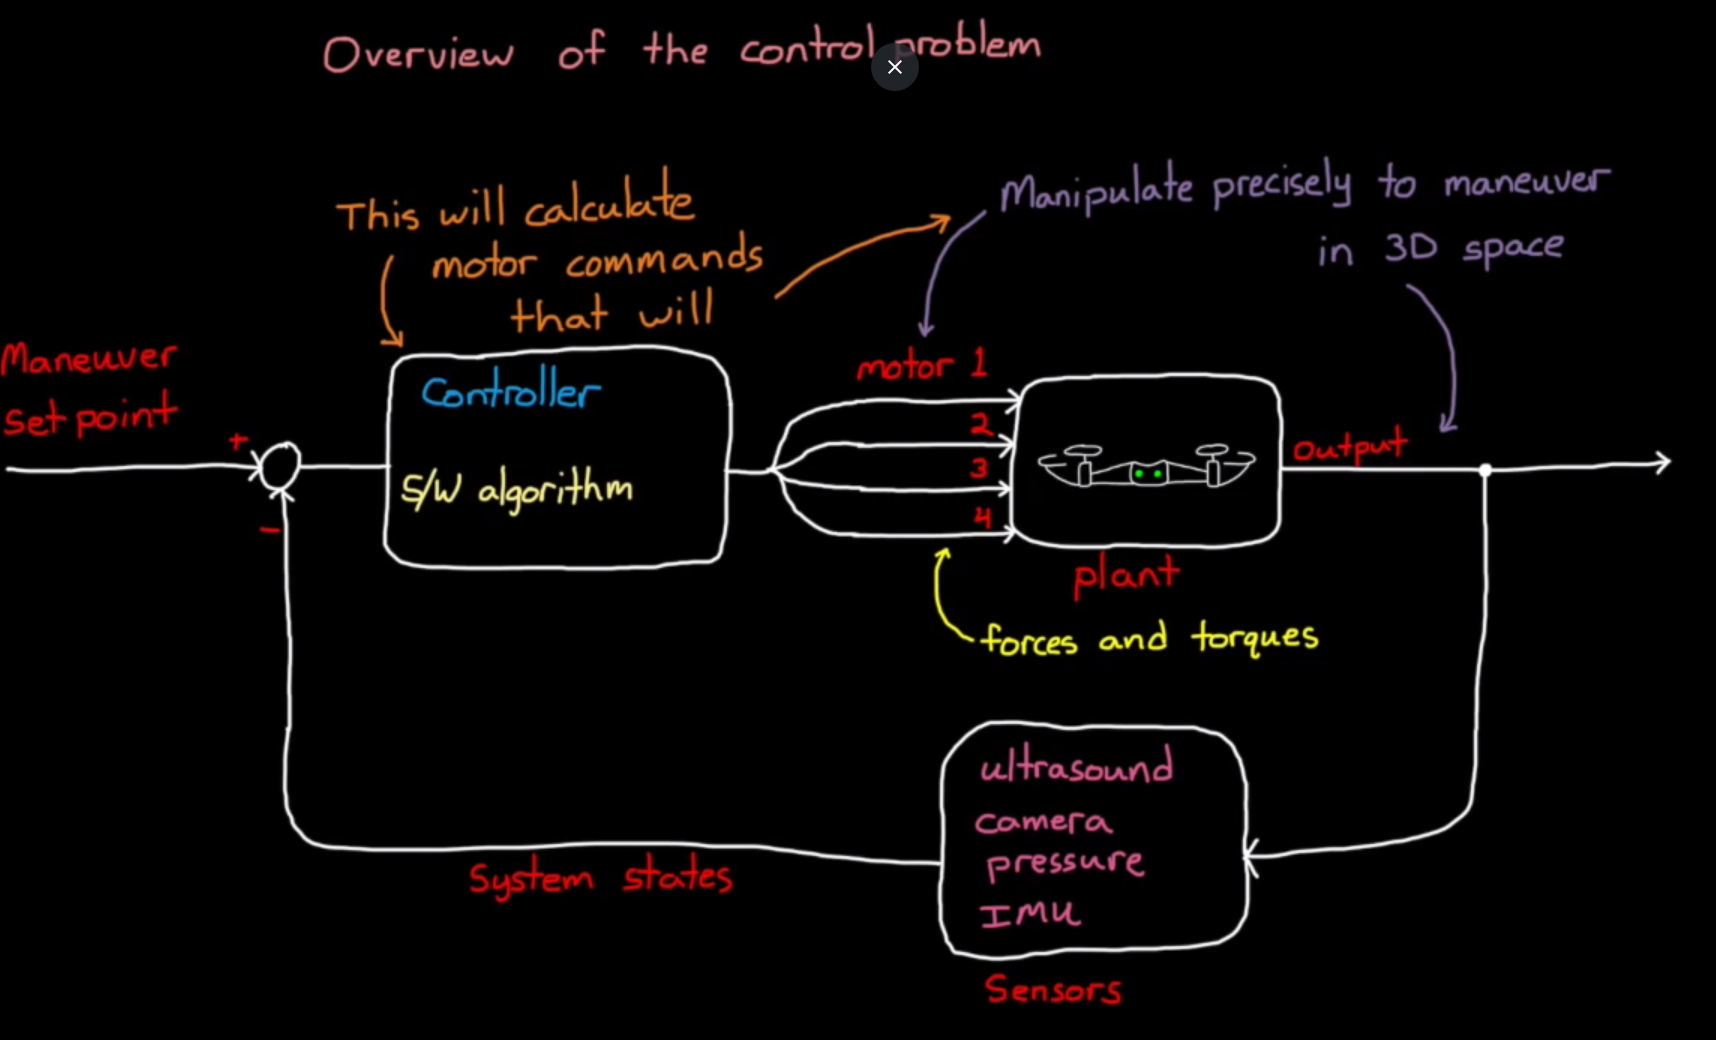 Overview of the control problem
This will calculate
motor commands
that will
Manipulate precisely to maneuver
in 3D space
Maneuver
set point
+
-
Controller
S/W algorithm
motor 1
2
3
4
output
plant
forces and torques
ultrasound
camera
pressure
IMU
System states
Sensors